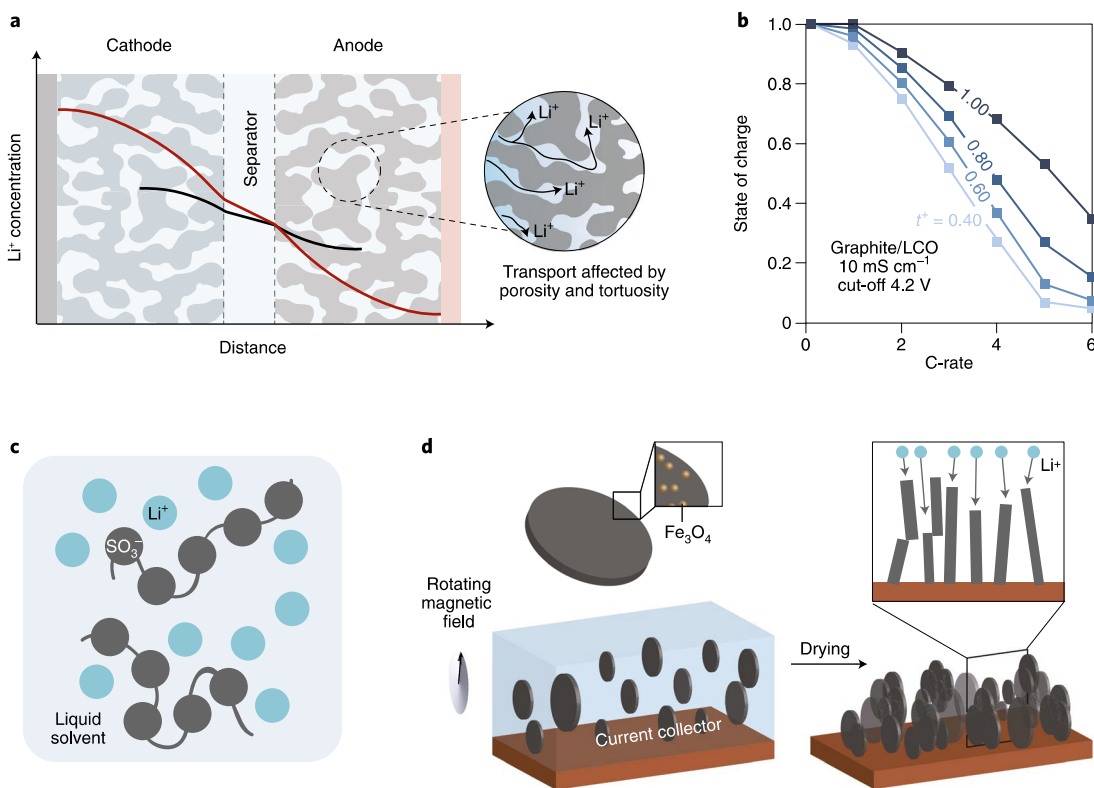 a
Cathode
Anode
Separator
Li⁺ concentration
Distance
Li⁺
Li⁺
Li⁺
Li⁺
Transport affected by
porosity and tortuosity
b
State of charge
1.0
0.8
0.6
0.4
0.2
0
0
2
4
6
C-rate
1.00
0.80
0.60
t⁺ = 0.40
Graphite/LCO
10 mS cm⁻¹
cut-off 4.2 V
c
Li⁺
SO₃⁻
Liquid
solvent
d
Fe₃O₄
Rotating
magnetic
field
Current collector
Drying
Li⁺